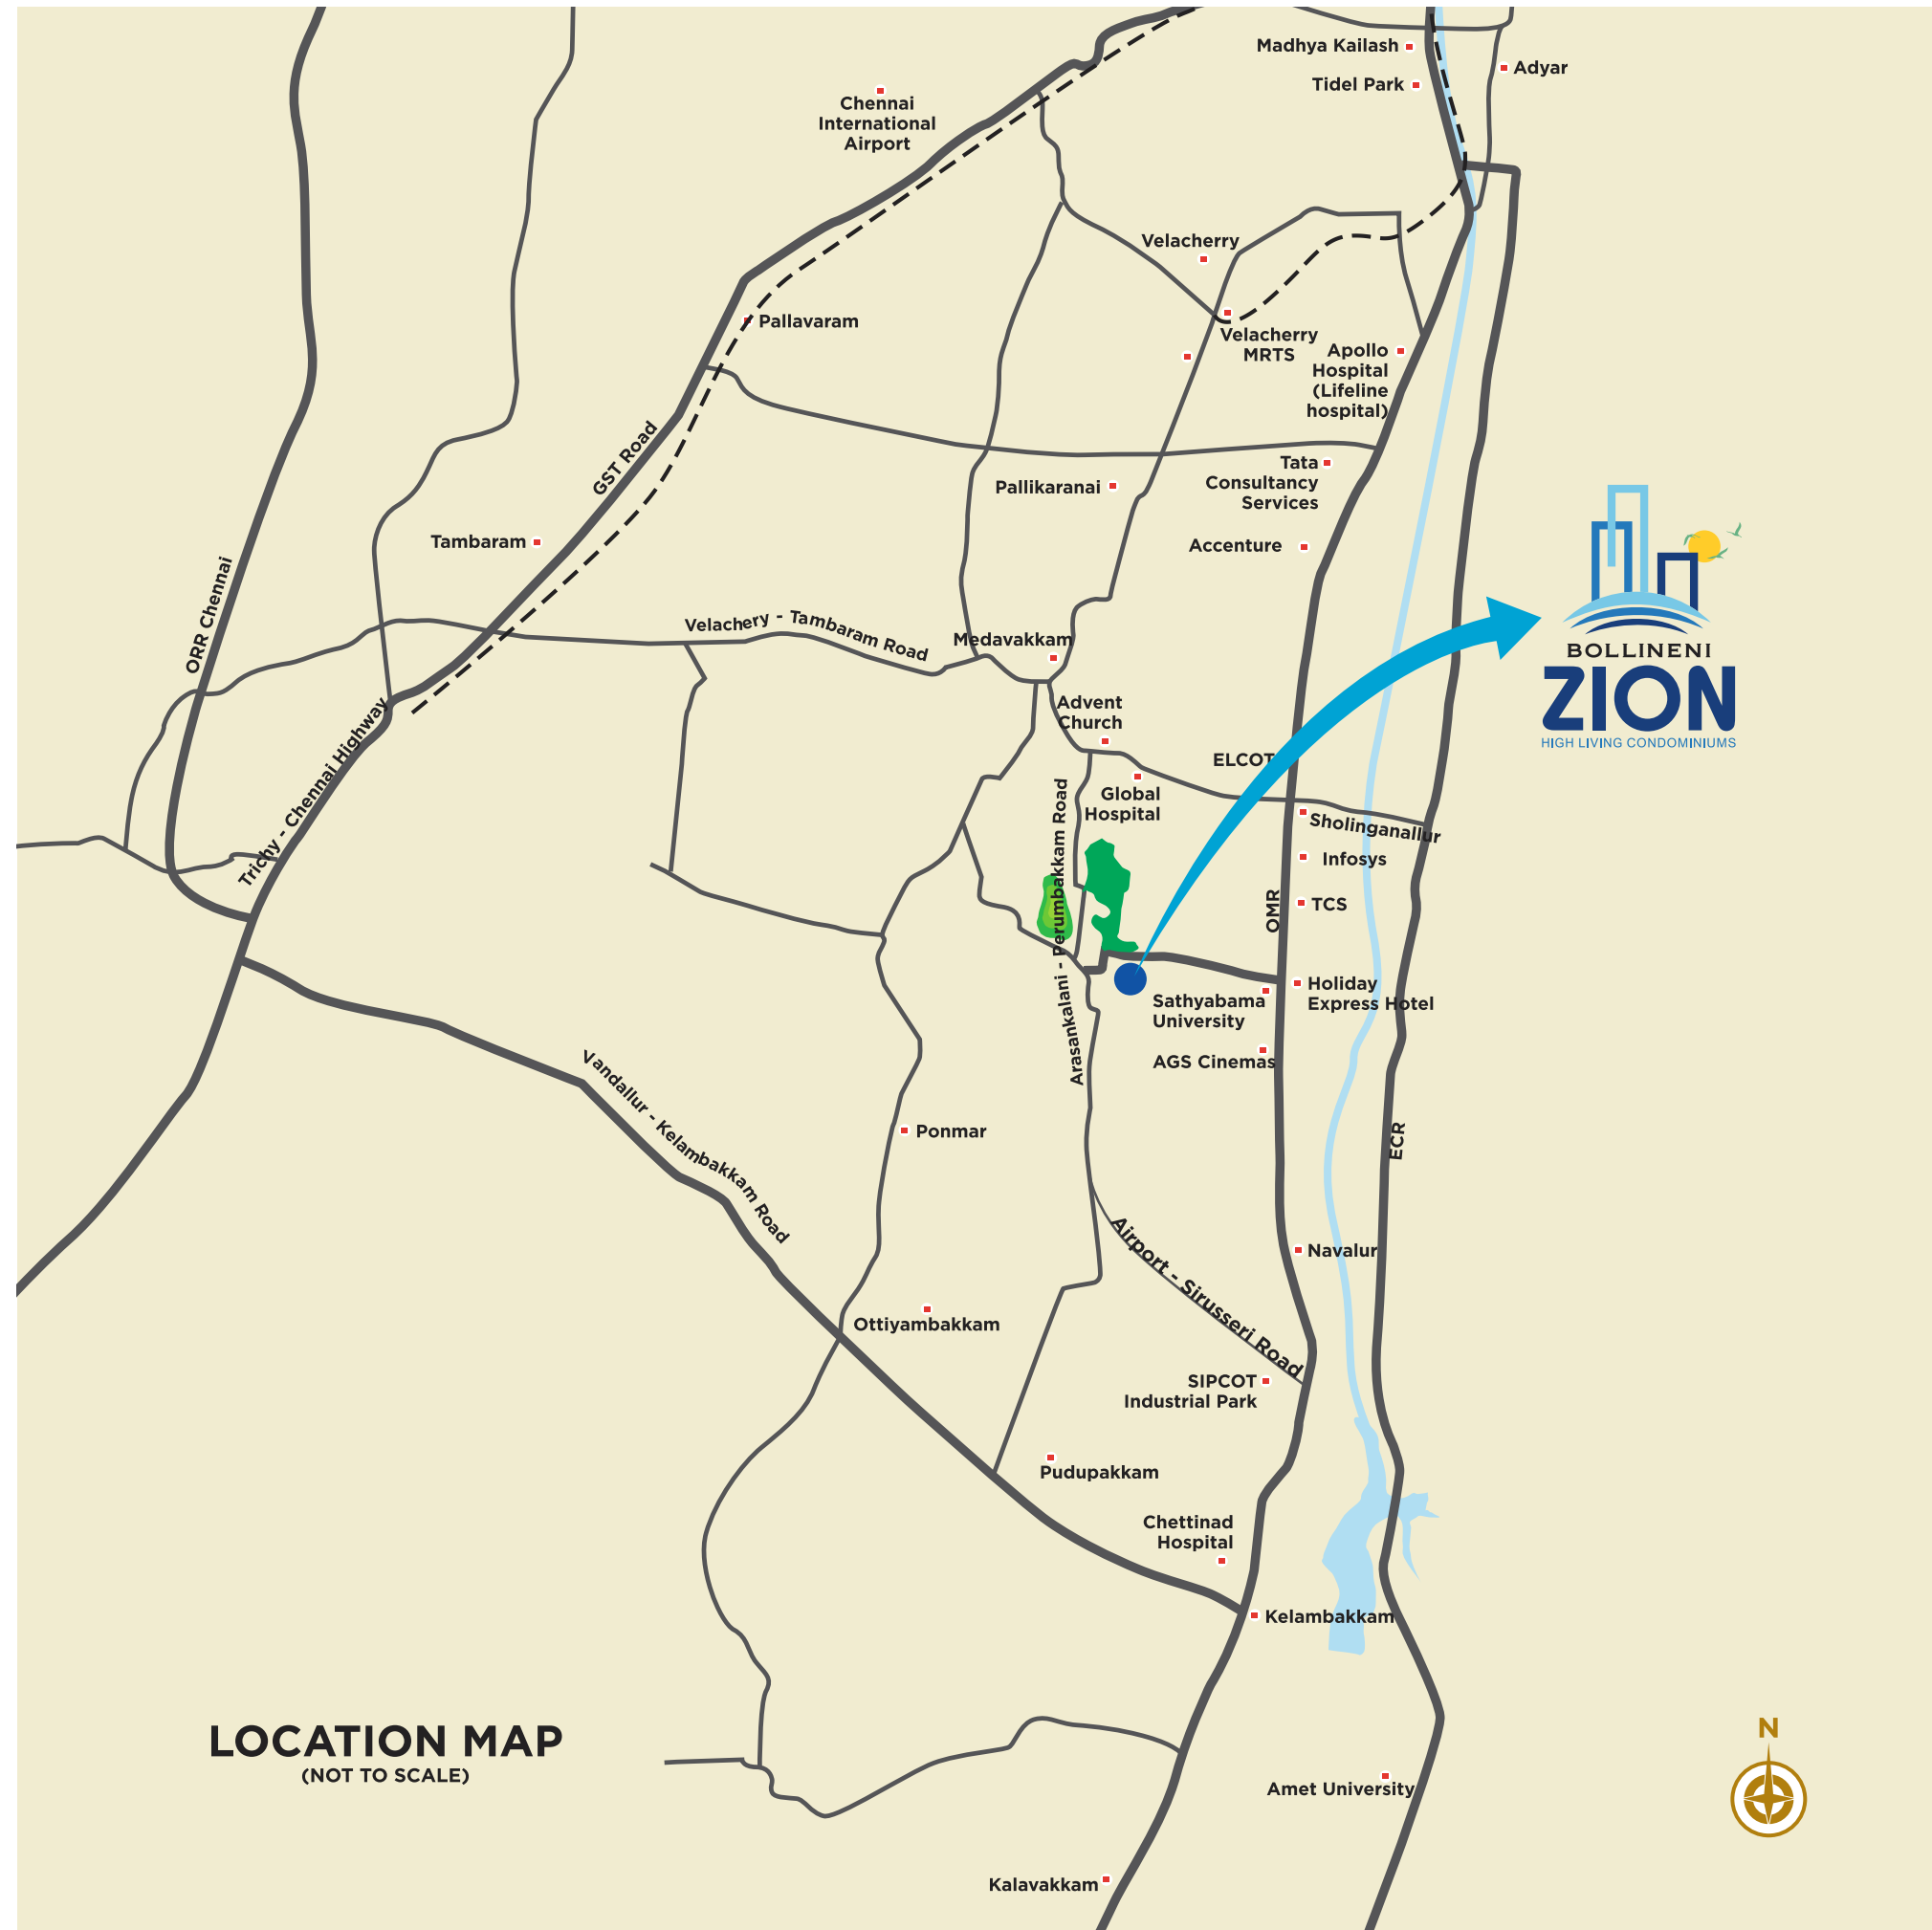 Madhya Kailash
Adyar
Tidel Park
Chennai
International
Airport
Velacherry
Pallavaram
Velacherry
MRTS
Apollo
Hospital
(Lifeline
hospital)
GST Road
Tata
Consultancy
Services
Pallikaranai
Tambaram
Accenture
ORR Chennai
Velachery - Tambaram Road
Medavakkam
BOLLINENI
ZION
HIGH LIVING CONDOMINIUMS
Advent
Church
Trichy - Chennai Highway
ELCOT
Global
Hospital
Sholinganallur
Infosys
Arasankalani - Perumbakkam Road
OMR
TCS
Holiday
Express Hotel
Sathyabama
University
AGS Cinemas
Vandallur - Kelambakkam Road
Ponmar
ECR
Airport - Sirusseri Road
Navalur
Ottiyambakkam
SIPCOT
Industrial Park
Pudupakkam
Chettinad
Hospital
Kelambakkam
LOCATION MAP
(NOT TO SCALE)
N
Amet University
Kalavakkam